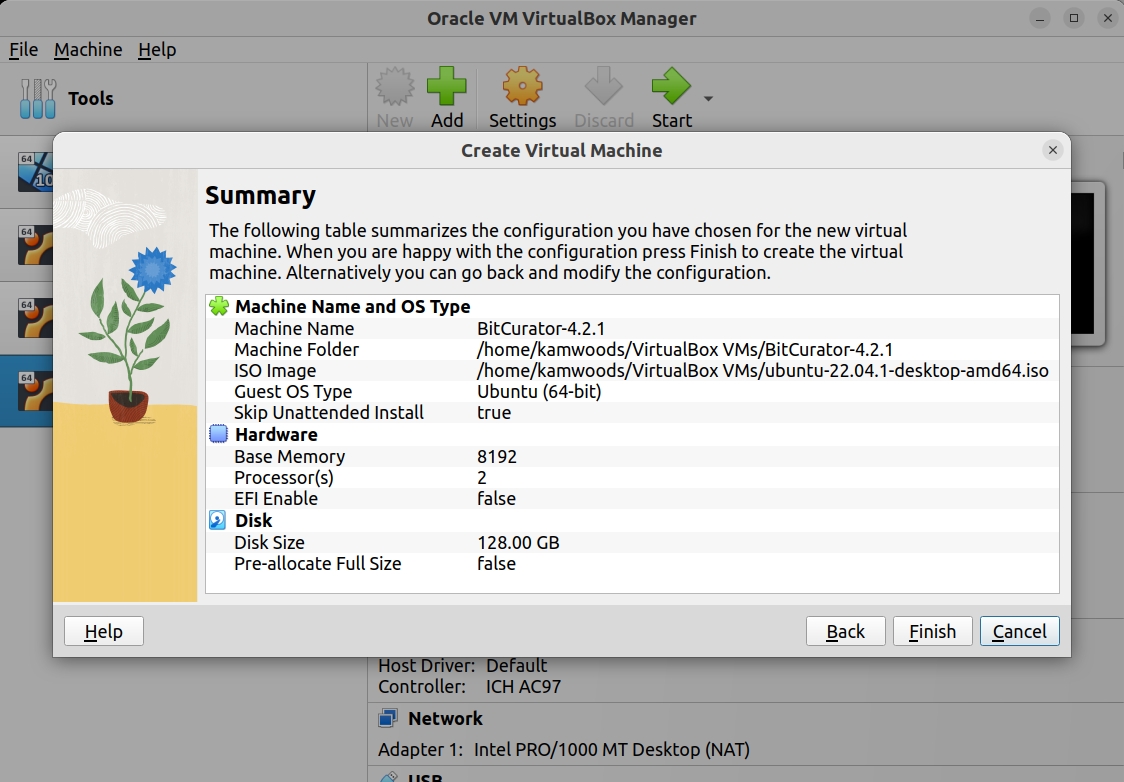 Oracle VM VirtualBox Manager
File Machine Help
Tools
New Add Settings Discard Start
64
10
64
64
64
Create Virtual Machine
Summary
The following table summarizes the configuration you have chosen for the new virtual
machine. When you are happy with the configuration press Finish to create the virtual
machine. Alternatively you can go back and modify the configuration.
Machine Name and OS Type
Machine Name BitCurator-4.2.1
Machine Folder /home/kamwoods/VirtualBox VMs/BitCurator-4.2.1
ISO Image /home/kamwoods/VirtualBox VMs/ubuntu-22.04.1-desktop-amd64.iso
Guest OS Type Ubuntu (64-bit)
Skip Unattended Install true
Hardware
Base Memory 8192
Processor(s) 2
EFI Enable false
Disk
Disk Size 128.00 GB
Pre-allocate Full Size false
Help Back Finish Cancel
Host Driver: Default
Controller: ICH AC97
Network
Adapter 1: Intel PRO/1000 MT Desktop (NAT)
USB